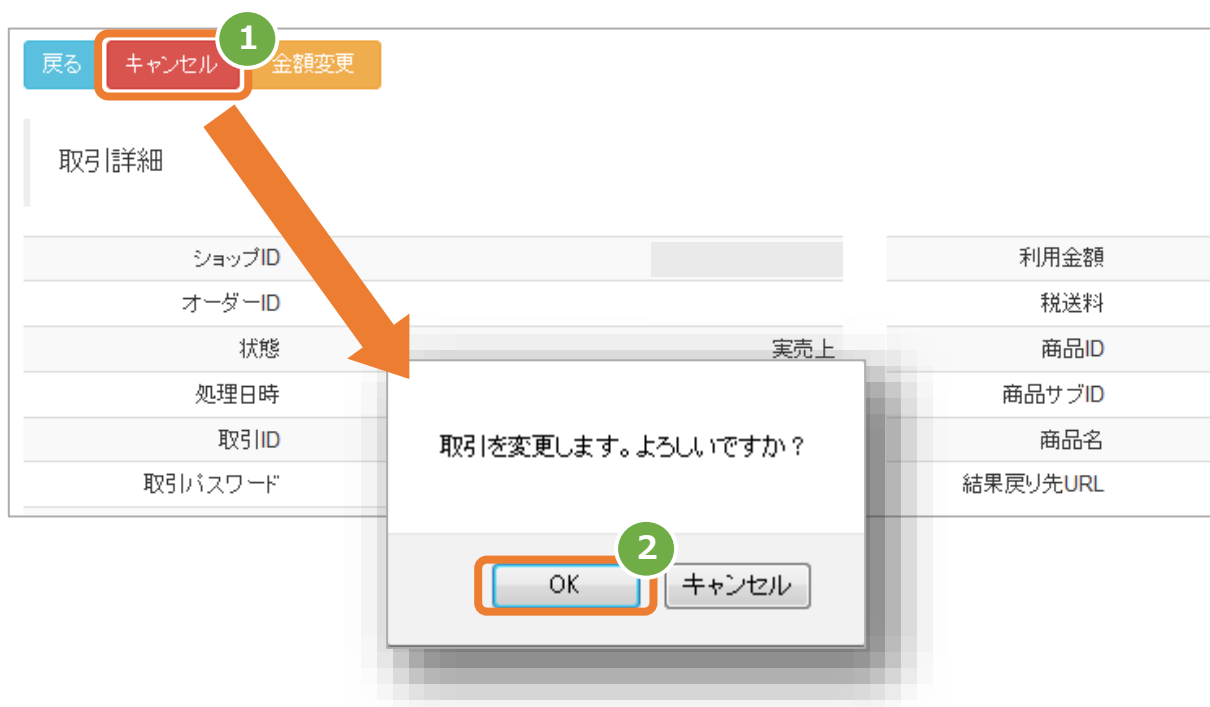 1
戻る キャンセル 金額変更
取引詳細
ショップID 利用金額
オーダーID 税送料
状態 実売上 商品ID
処理日時 商品サブID
取引ID 商品名
取引パスワード 結果戻り先URL
取引を変更します。よろしいですか？
2
OK キャンセル